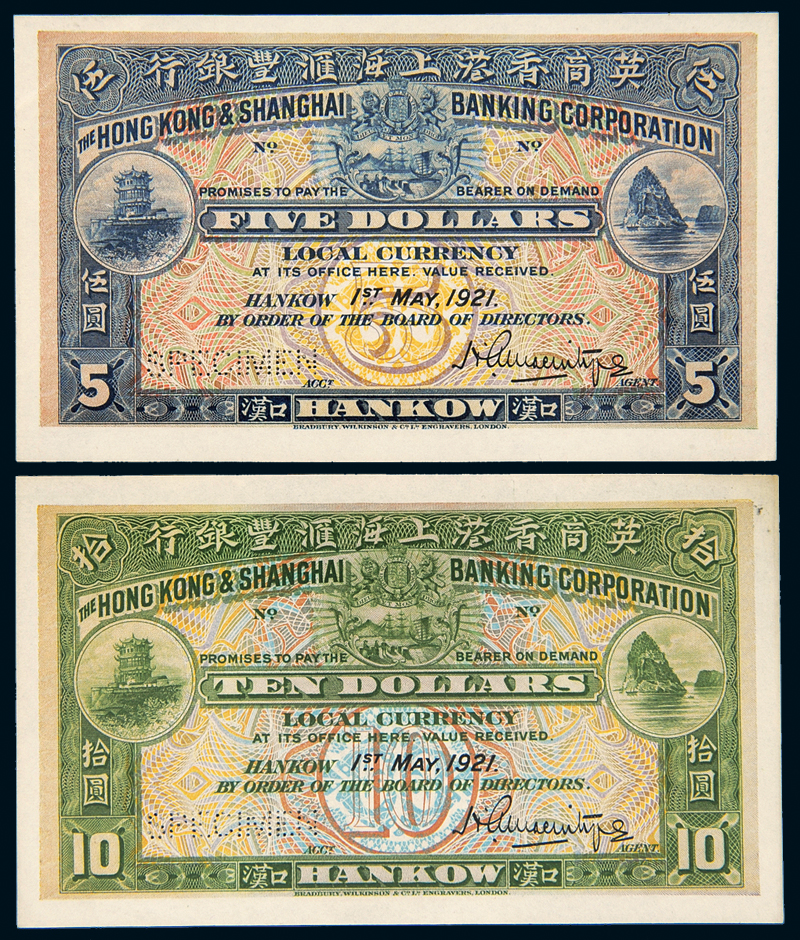 伍 行銀豐滙海上港香商英 伍
THE HONG KONG & SHANGHAI BANKING CORPORATION
Nº Nº
PROMISES TO PAY THE BEARER ON DEMAND
FIVE DOLLARS
LOCAL CURRENCY
AT ITS OFFICE HERE. VALUE RECEIVED
伍圓 伍圓
HANKOW 1ST MAY, 1921.
BY ORDER OF THE BOARD OF DIRECTORS.
5
SPECIMEN
ACCT. AGENT.
5 5
漢 HANKOW 口
BRADBURY, WILKINSON & Cº Lᴰ ENGRAVERS, LONDON.
拾 行銀豐滙海上港香商英 拾
THE HONG KONG & SHANGHAI BANKING CORPORATION
Nº Nº
PROMISES TO PAY THE BEARER ON DEMAND
TEN DOLLARS
LOCAL CURRENCY
AT ITS OFFICE HERE. VALUE RECEIVED.
拾圓 拾圓
HANKOW 1ST MAY, 1921.
BY ORDER OF THE BOARD OF DIRECTORS.
10
SPECIMEN
ACCT. AGENT.
10 10
漢口 HANKOW 漢口
BRADBURY, WILKINSON & Cº Lᴰ ENGRAVERS, LONDON.